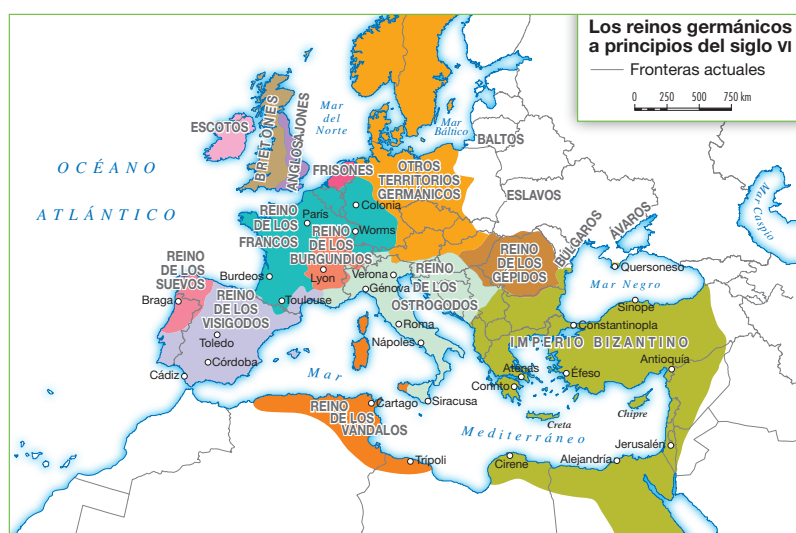 Los reinos germánicos
a principios del siglo VI
Fronteras actuales
0 250 500 750 km
OCÉANO
ATLÁNTICO
Mar
del
Norte
Mar
Báltico
ESCOTOS
BRETONES
ANGLOSAJONES
FRISONES
OTROS
TERRITORIOS
GERMÁNICOS
BALTOS
ESLAVOS
BÚLGAROS
ÁVAROS
Mar Caspio
REINO
DE LOS
FRANCOS
París
Colonia
Worms
REINO
DE LOS
BURGUNDIOS
Lyon
Burdeos
Toulouse
REINO
DE LOS
SUEVOS
Braga
REINO
DE LOS
VISIGODOS
Toledo
Córdoba
Cádiz
Verona
Génova
REINO
DE LOS
OSTROGODOS
Roma
Nápoles
Siracusa
REINO
DE LOS
GÉPIDOS
Quersoneso
Mar Negro
Sinope
Constantinopla
IMPERIO BIZANTINO
Antioquía
Atenas
Corinto
Éfeso
Creta
Chipre
Jerusalén
Alejandría
Cirene
Mar
Mediterráneo
REINO
DE LOS
VÁNDALOS
Cartago
Trípoli